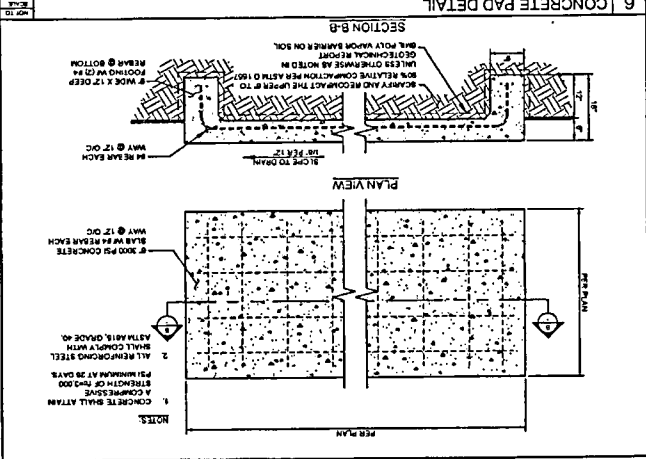 PER PLAN
NOTES:
1. CONCRETE SHALL ATTAIN
A COMPRESSIVE
STRENGTH OF f'c=3,000
PSI MINIMUM AT 28 DAYS.
2. ALL REINFORCING STEEL
SHALL COMPLY WITH
ASTM A615, GRADE 40.
B
B
PER PLAN
6" 3000 PSI CONCRETE
SLAB W/ #4 REBAR EACH
WAY @ 12" O/C
PLAN VIEW
SLOPE TO DRAIN
1/8" PER 12"
#4 REBAR EACH
WAY @ 12" O/C
6"
12"
18"
8" WIDE X 12" DEEP
FOOTING W/ (2) #4
REBAR @ BOTTOM
SCARIFY AND RECOMPACT THE UPPER 6" TO
90% RELATIVE COMPACTION PER ASTM D 1557
UNLESS OTHERWISE AS NOTED IN
GEOTECHNICAL REPORT
6MIL POLY VAPOR BARRIER ON SOIL
SECTION B-B
6 CONCRETE PAD DETAIL
NOT TO
SCALE